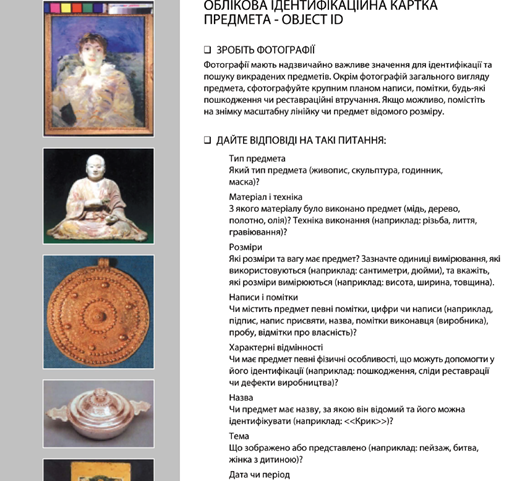 ОБЛІКОВА ІДЕНТИФІКАЦІЙНА КАРТКА
ПРЕДМЕТА - OBJECT ID
❑ ЗРОБІТЬ ФОТОГРАФІЇ
Фотографії мають надзвичайно важливе значення для ідентифікації та
пошуку викрадених предметів. Окрім фотографій загального вигляду
предмета, сфотографуйте крупним планом написи, помітки, будь-які
пошкодження чи реставраційні втручання. Якщо можливо, помістіть
на знімку масштабну лінійку чи предмет відомого розміру.
❑ ДАЙТЕ ВІДПОВІДІ НА ТАКІ ПИТАННЯ:
Тип предмета
Який тип предмета (живопис, скульптура, годинник,
маска)?
Матеріал і техніка
З якого матеріалу було виконано предмет (мідь, дерево,
полотно, олія)? Техніка виконання (наприклад: різьба, лиття,
гравіювання)?
Розміри
Які розміри та вагу має предмет? Зазначте одиниці вимірювання, які
використовуються (наприклад: сантиметри, дюйми), та вкажіть,
які розміри вимірюються (наприклад: висота, ширина, товщина).
Написи і помітки
Чи містить предмет певні помітки, цифри чи написи (наприклад,
підпис, напис присвяти, назва, помітки виконавця (виробника),
пробу, відмітки про власність)?
Характерні відмінності
Чи має предмет певні фізичні особливості, що можуть допомогти у
його ідентифікації (наприклад: пошкодження, сліди реставрації
чи дефекти виробництва)?
Назва
Чи предмет має назву, за якою він відомий та його можна
ідентифікувати (наприклад: <<Крик>>)?
Тема
Що зображено або представлено (наприклад: пейзаж, битва,
жінка з дитиною)?
Дата чи період